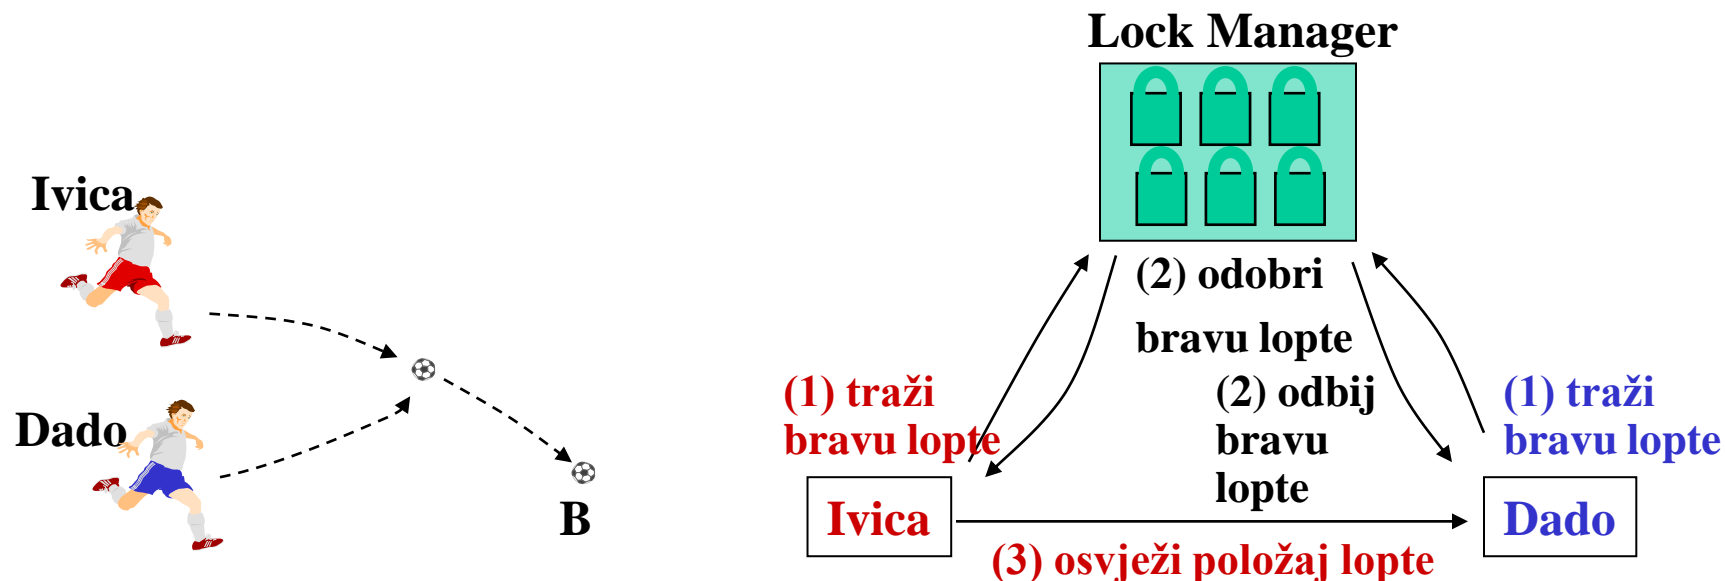 Ivica
Dado
B
Lock Manager
(2) odobri
bravu lopte
(1) traži
bravu lopte
(2) odbij
bravu
lopte
(1) traži
bravu lopte
Ivica
Dado
(3) osvježi položaj lopte